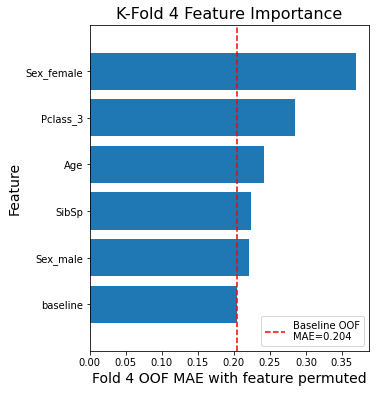 K-Fold 4 Feature Importance
Feature
Sex_female
Pclass_3
Age
SibSp
Sex_male
baseline
Baseline OOF
MAE=0.204
0.00 0.05 0.10 0.15 0.20 0.25 0.30 0.35
Fold 4 OOF MAE with feature permuted